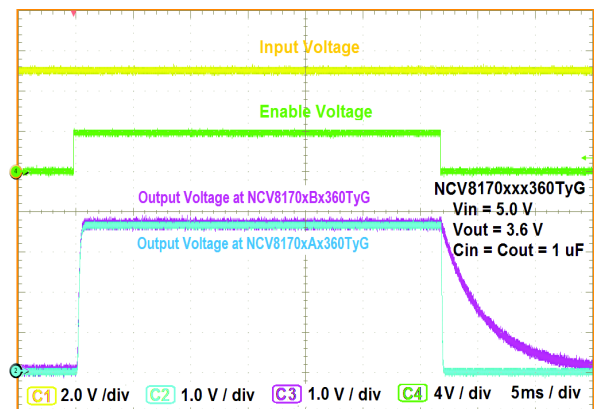 Input Voltage
Enable Voltage
4
NCV8170xxx360TyG
Output Voltage at NCV8170xBx360TyG
Vin = 5.0 V
Vout = 3.6 V
Output Voltage at NCV8170xAx360TyG
Cin = Cout = 1 uF
2
C1 2.0 V /div C2 1.0 V / div C3 1.0 V / div C4 4V / div 5ms / div